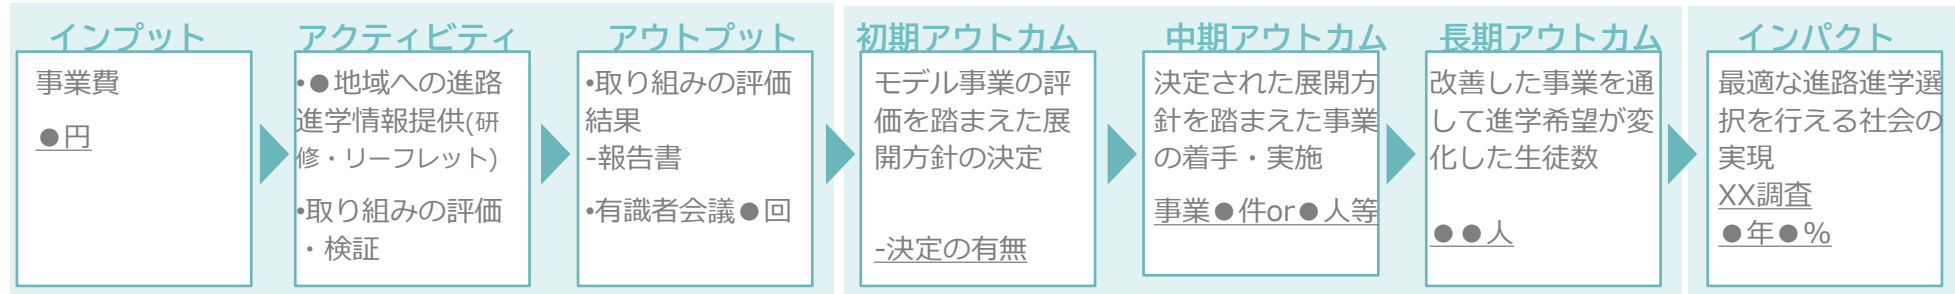 インプット
事業費
●円
アクティビティ
•●地域への進路
進学情報提供(研
修・リーフレット)
•取り組みの評価
・検証
アウトプット
•取り組みの評価
結果
-報告書
•有識者会議●回
初期アウトカム
モデル事業の評
価を踏まえた展
開方針の決定
-決定の有無
中期アウトカム
決定された展開方
針を踏まえた事業
の着手・実施
事業●件or●人等
長期アウトカム
改善した事業を通
して進学希望が変
化した生徒数
●●人
インパクト
最適な進路進学選
択を行える社会の
実現
XX調査
●年●%